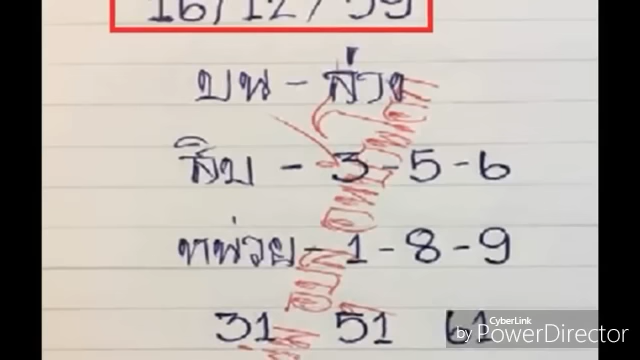 16/12/59
บน - ล่าง
สิบ - 3-5-6
หน่วย - 1-8-9
31 51 61
CyberLink
by PowerDirector